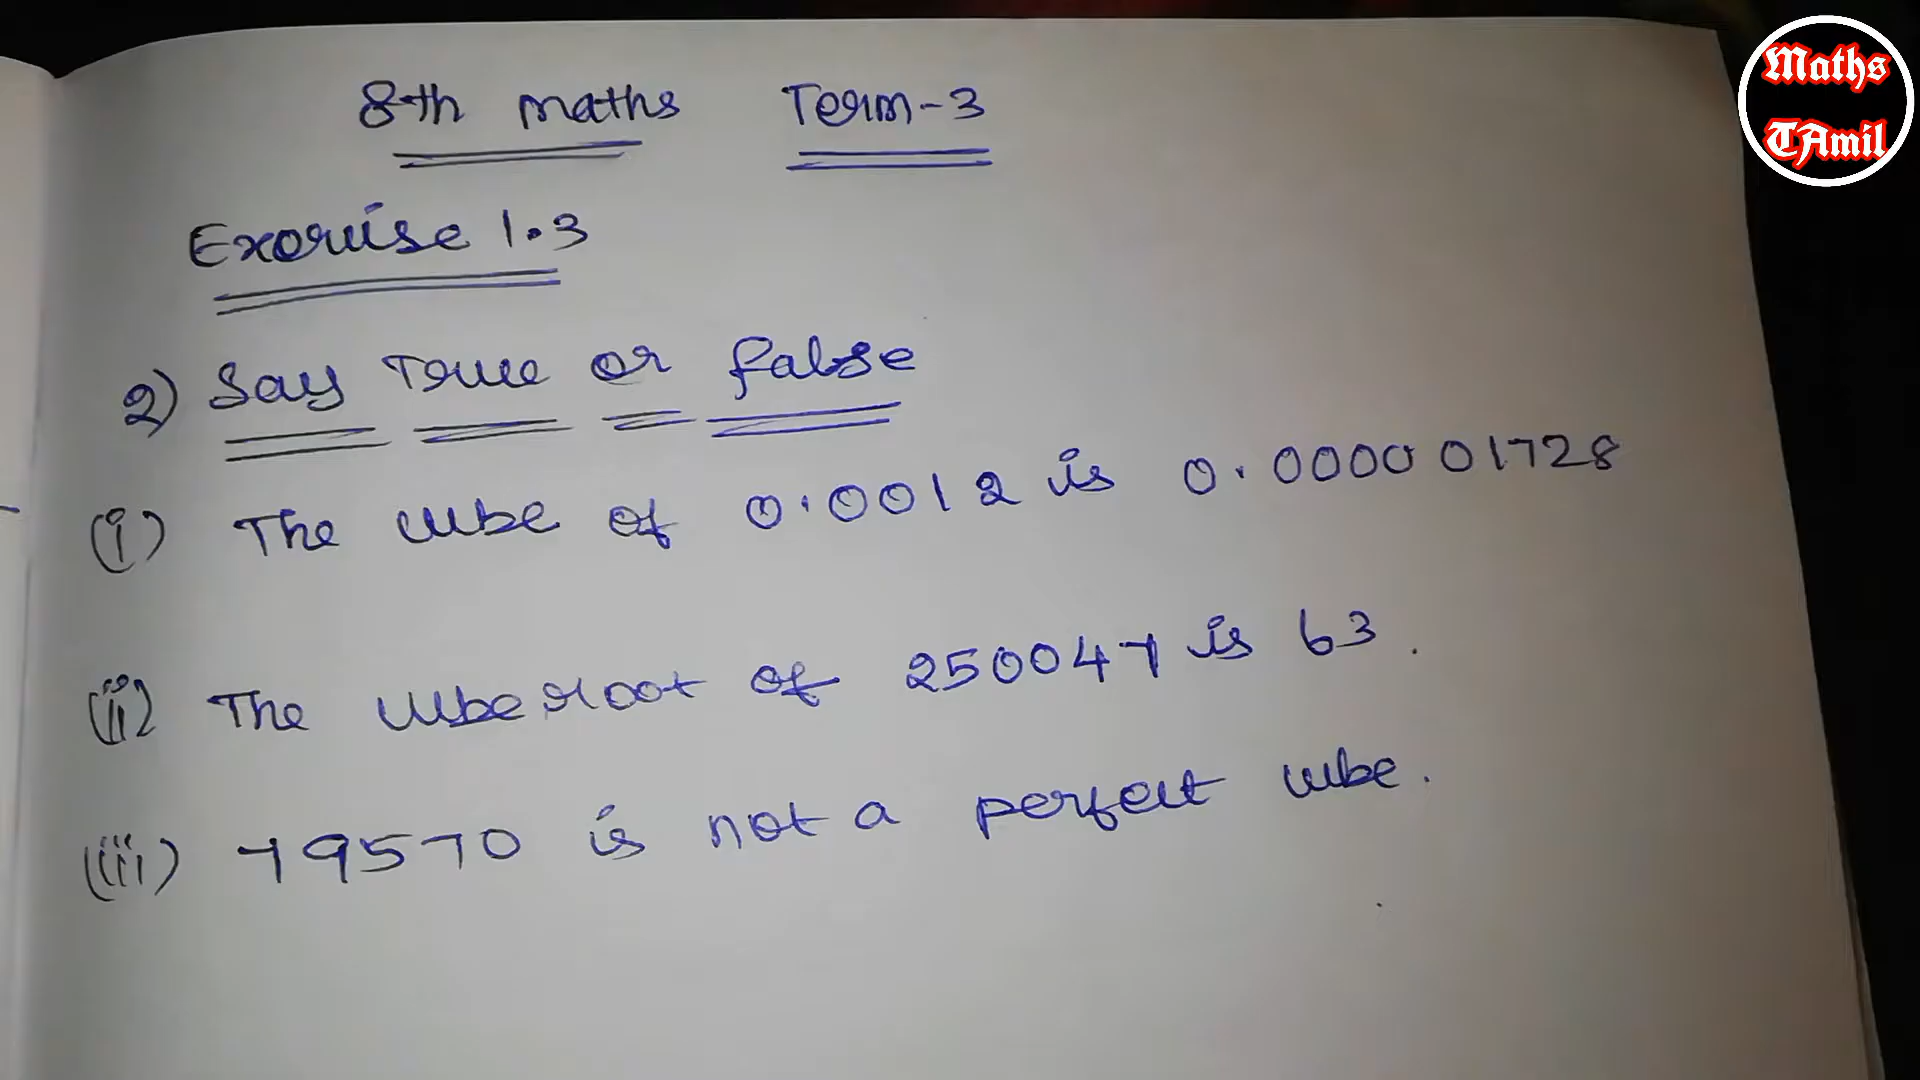 8th maths Term-3
Exercise 1.3
2) Say True or false
(i) The cube of 0.0012 is 0.000001728
(ii) The cube root of 250047 is 63.
(iii) 79570 is not a perfect cube.
Maths
TAmil